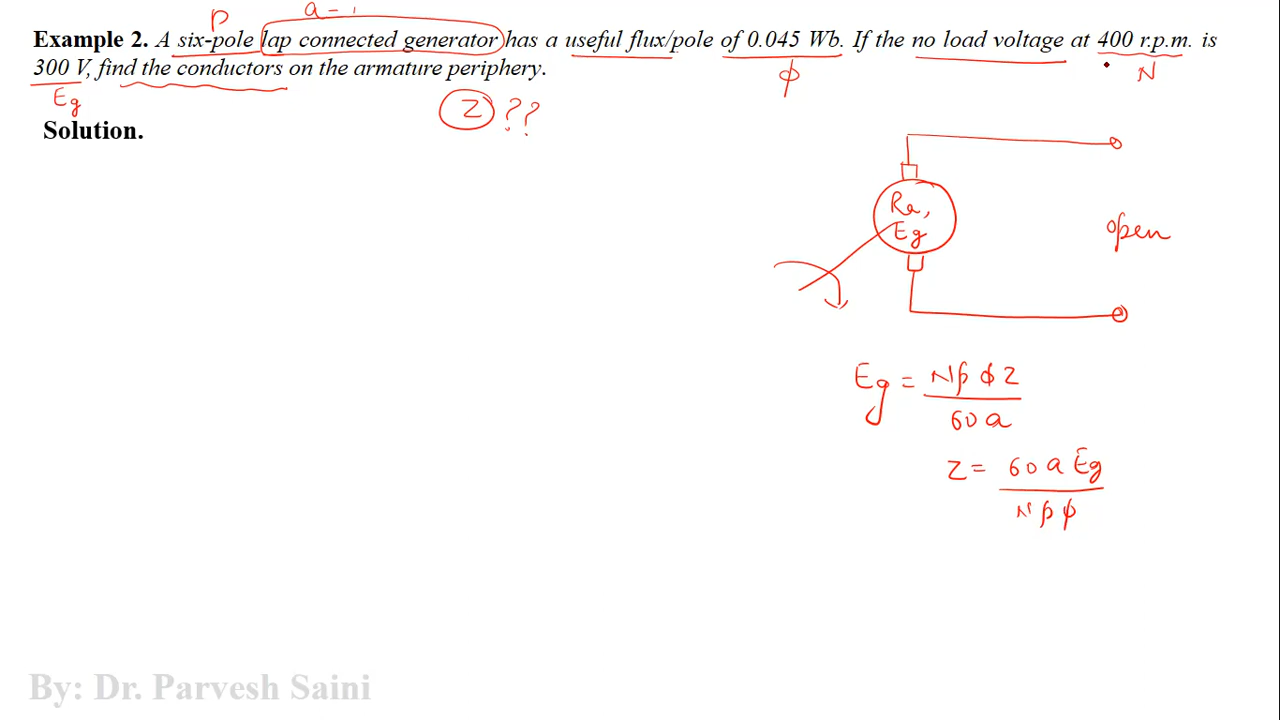 P a =
Example 2. A six-pole lap connected generator has a useful flux/pole of 0.045 Wb. If the no load voltage at 400 r.p.m. is
300 V, find the conductors on the armature periphery.
Eg Z ?? φ N
Solution.
Ra,
Eg
open
Eg = NpφZ
60a
Z = 60 a Eg
Npφ
By: Dr. Parvesh Saini